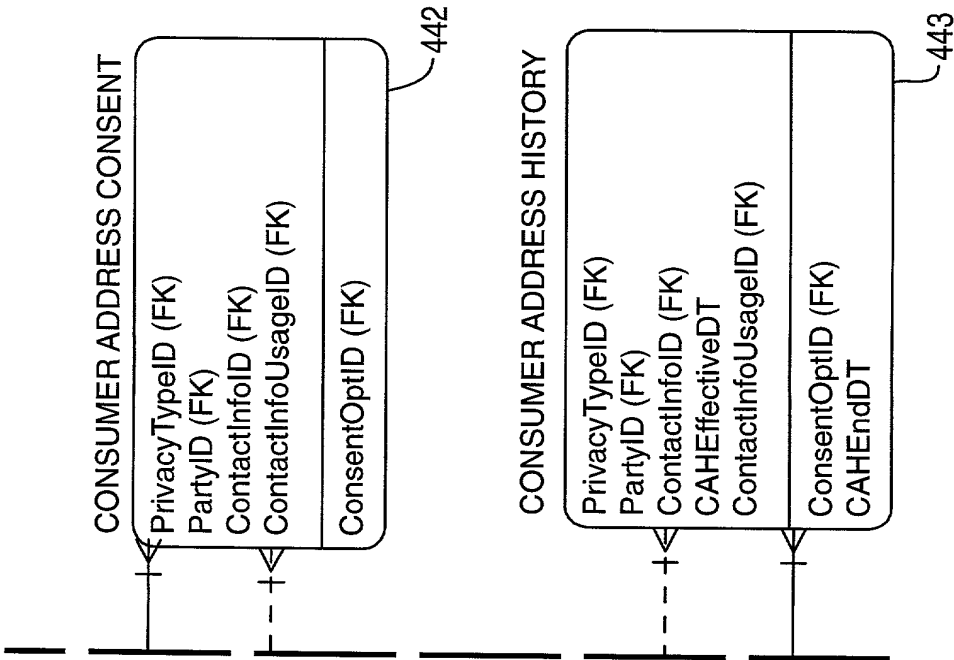 CONSUMER ADDRESS CONSENT
PrivacyTypeID (FK)
PartyID (FK)
ContactInfoID (FK)
ContactInfoUsageID (FK)
ConsentOptID (FK)
442
CONSUMER ADDRESS HISTORY
PrivacyTypeID (FK)
PartyID (FK)
ContactInfoID (FK)
CAHEffectiveDT
ContactInfoUsageID (FK)
ConsentOptID (FK)
CAHEndDT
443